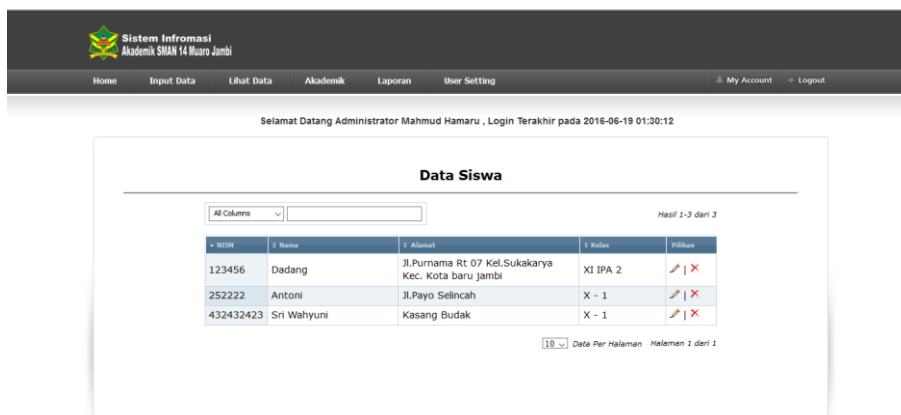 Sistem Infromasi
Akademik SMAN 14 Muaro Jambi
Home Input Data Lihat Data Akademik Laporan User Setting My Account Logout
Selamat Datang Administrator Mahmud Hamaru , Login Terakhir pada 2016-06-19 01:30:12
Data Siswa
All Columns Hasil 1-3 dari 3
NISN Nama Alamat Kelas Pilihan
123456 Dadang Jl.Purnama Rt 07 Kel.Sukakarya XI IPA 2 |
Kec. Kota baru jambi
252222 Antoni Jl.Payo Selincah X - 1 |
432432423 Sri Wahyuni Kasang Budak X - 1 |
10 Data Per Halaman Halaman 1 dari 1